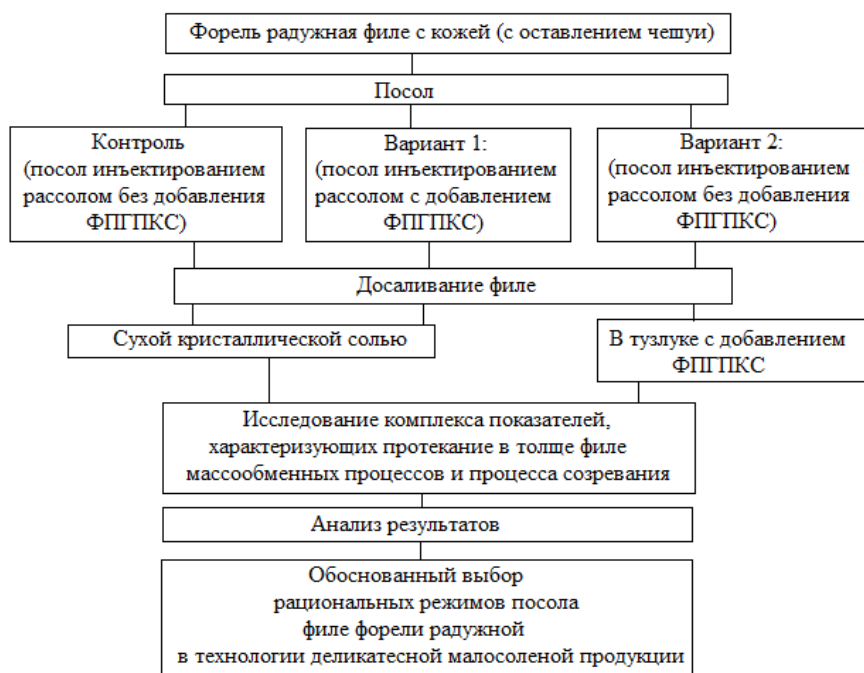 Форель радужная филе с кожей (с оставлением чешуи)
Посол
Контроль
(посол инъектированием
рассолом без добавления
ФПГПКС)
Вариант 1:
(посол инъектированием
рассолом с добавлением
ФПГПКС)
Вариант 2:
(посол инъектированием
рассолом без добавления
ФПГПКС)
Досаливание филе
Сухой кристаллической солью
В тузлуке с добавлением
ФПГПКС
Исследование комплекса показателей,
характеризующих протекание в толще филе
массообменных процессов и процесса созревания
Анализ результатов
Обоснованный выбор
рациональных режимов посола
филе форели радужной
в технологии деликатесной малосоленой продукции